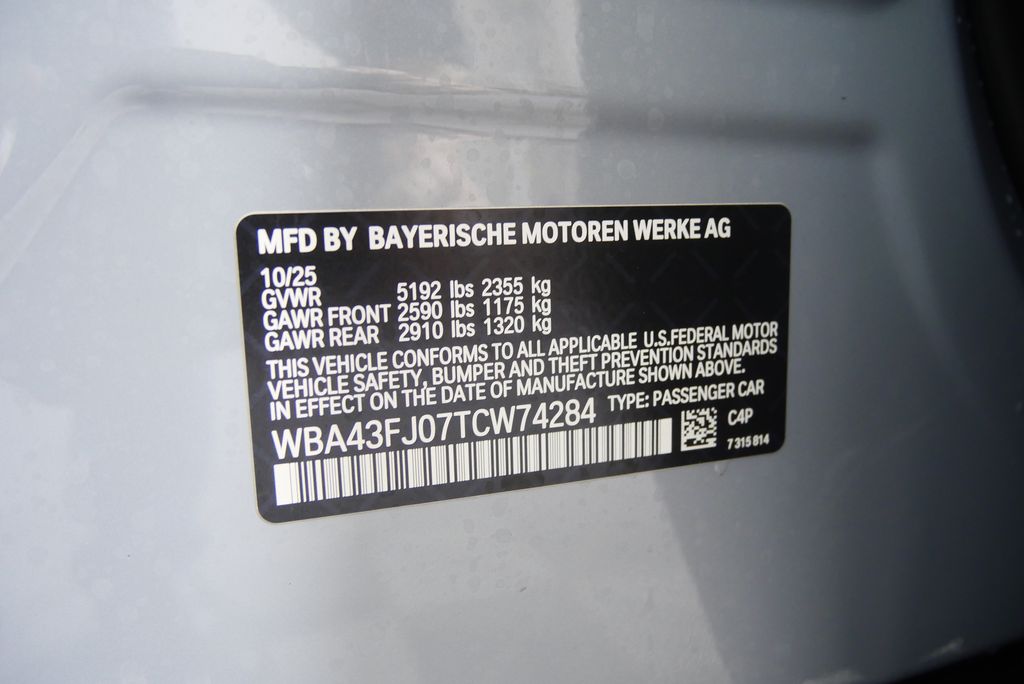 MFD BY BAYERISCHE MOTOREN WERKE AG
10/25
GVWR 5192 lbs 2355 kg
GAWR FRONT 2590 lbs 1175 kg
GAWR REAR 2910 lbs 1320 kg
THIS VEHICLE CONFORMS TO ALL APPLICABLE U.S.FEDERAL MOTOR
VEHICLE SAFETY, BUMPER AND THEFT PREVENTION STANDARDS
IN EFFECT ON THE DATE OF MANUFACTURE SHOWN ABOVE.
WBA43FJ07TCW74284 TYPE: PASSENGER CAR
C4P
7 315 814